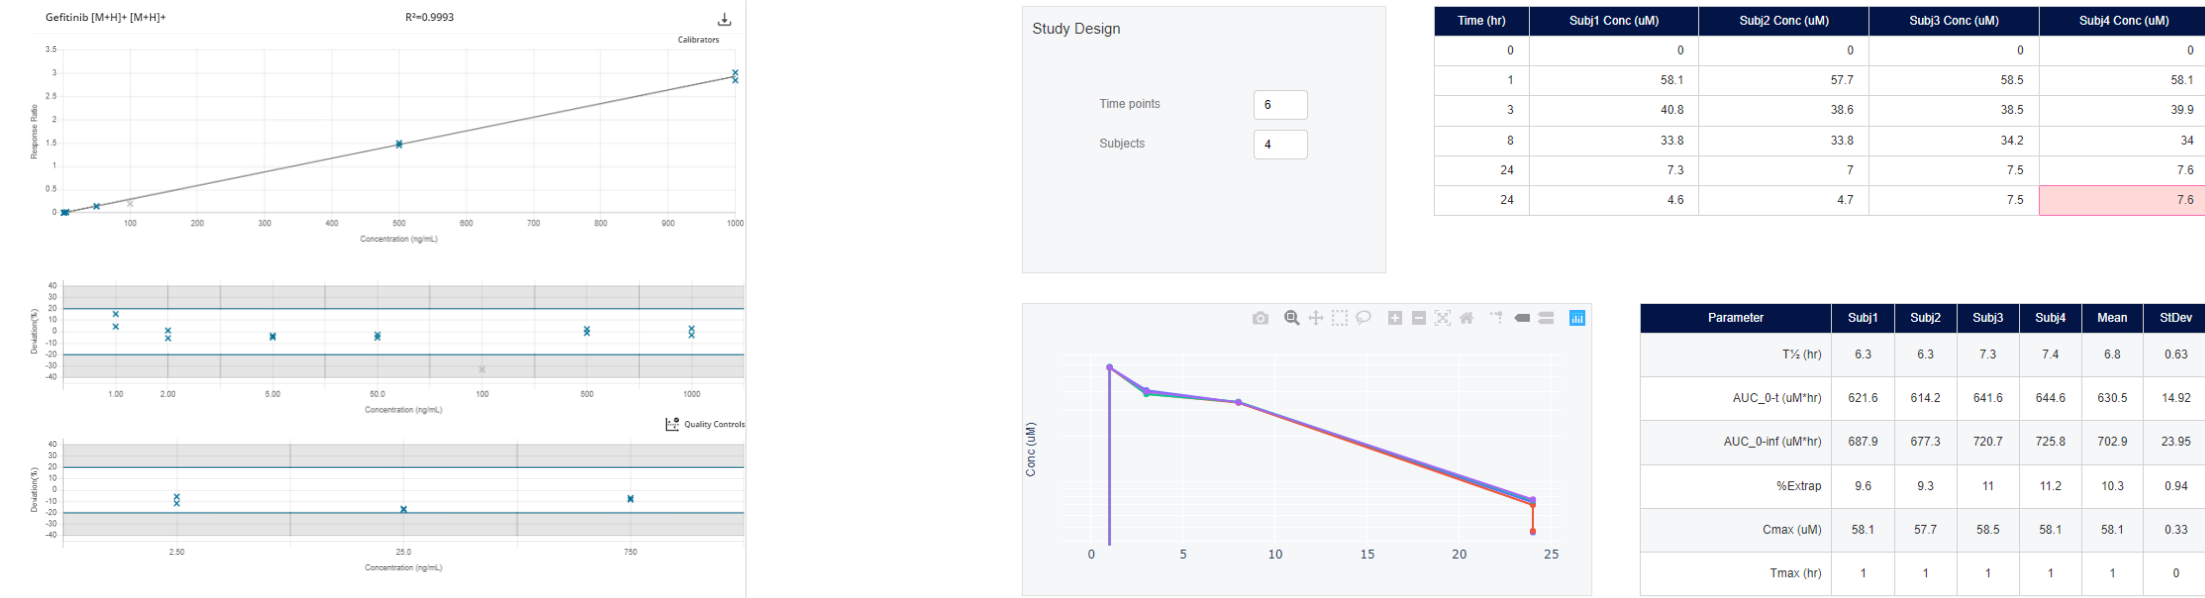 Gefitinib [M+H]+ [M+H]+
R²=0.9993
Calibrators
3.5
3
2.5
2
1.5
1
0.5
0
Response Ratio
100 200 300 400 500 600 700 800 900 1000
Concentration (ng/mL)
40
30
20
10
0
-10
-20
-30
-40
Deviation(%)
1.00 2.00 5.00 50.0 100 500 1000
Concentration (ng/mL)
Quality Controls
40
30
20
10
0
-10
-20
-30
-40
Deviation(%)
2.50 25.0 750
Concentration (ng/mL)
Study Design
Time points 6
Subjects 4
Time (hr) Subj1 Conc (uM) Subj2 Conc (uM) Subj3 Conc (uM) Subj4 Conc (uM)
0 0 0 0 0
1 58.1 57.7 58.5 58.1
3 40.8 38.6 38.5 39.9
8 33.8 33.8 34.2 34
24 7.3 7 7.5 7.6
24 4.6 4.7 7.5 7.6
Conc (uM)
0 5 10 15 20 25
Parameter Subj1 Subj2 Subj3 Subj4 Mean StDev
T½ (hr) 6.3 6.3 7.3 7.4 6.8 0.63
AUC_0-t (uM*hr) 621.6 614.2 641.6 644.6 630.5 14.92
AUC_0-inf (uM*hr) 687.9 677.3 720.7 725.8 702.9 23.95
%Extrap 9.6 9.3 11 11.2 10.3 0.94
Cmax (uM) 58.1 57.7 58.5 58.1 58.1 0.33
Tmax (hr) 1 1 1 1 1 0